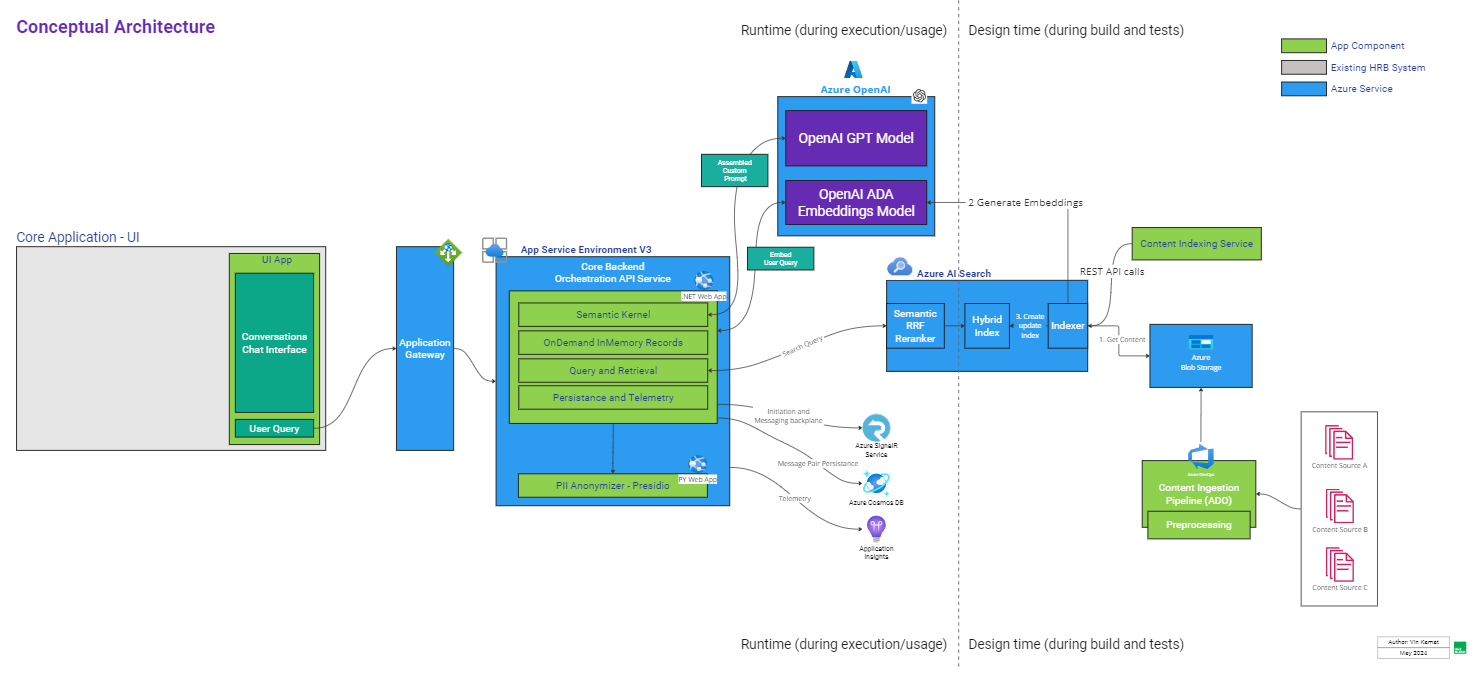 Conceptual Architecture
Runtime (during execution/usage)
Design time (during build and tests)
App Component
Existing HRB System
Azure Service
Azure OpenAI
OpenAI GPT Model
OpenAI ADA
Embeddings Model
Assembled
Custom
Prompt
Embed
User Query
2 Generate Embeddings
Core Application - UI
UI App
Conversations
Chat Interface
User Query
Application
Gateway
App Service Environment V3
Core Backend
Orchestration API Service
.NET Web App
Semantic Kernel
OnDemand InMemory Records
Query and Retrieval
Persistance and Telemetry
PY Web App
PII Anonymizer - Presidio
Search Query
Initiation and
Messaging backplane
Azure SignalR
Service
Message Pair Persistance
Azure Cosmos DB
Telemetry
Application
Insights
Azure AI Search
Semantic
RRF
Reranker
Hybrid
Index
3. Create
update
index
Indexer
Content Indexing Service
REST API calls
1. Get Content
Azure
Blob Storage
Content Ingestion
Pipeline (ADO)
Preprocessing
Content Source A
Content Source B
Content Source C
Runtime (during execution/usage)
Design time (during build and tests)
May 2024